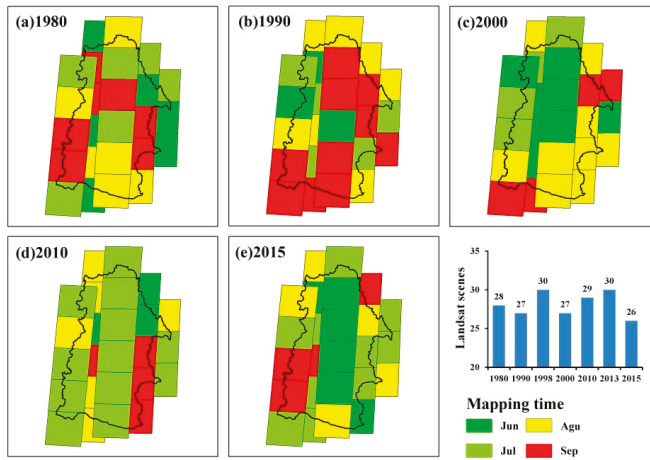 (a)1980
(b)1990
(c)2000
(d)2010
(e)2015
Landsat scenes
35
30
25
20
28
27
30
27
29
30
26
1980 1990 1993 2000 2010 2013 2015
Mapping time
Jun
Agu
Jul
Sep